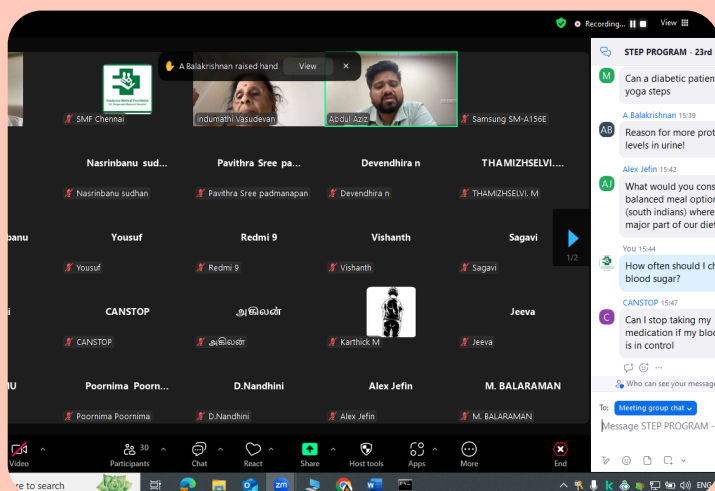 Recording...
View
A Balakrishnan raised hand
View
SMF Chennai
Indumathi Vasudevan
Abdul Aziz
Samsung SM-A156E
Nasrinbanu sud...
Pavithra Sree pa...
Devendhira n
THAMIZHSELVI....
Nasrinbanu sudhan
Pavithra Sree padmanapan
Devendhira n
THAMIZHSELVI. M
Yousuf
Redmi 9
Vishanth
Sagavi
1/2
Yousuf
Redmi 9
Vishanth
Sagavi
CANSTOP
அகிலன்
Jeeva
CANSTOP
அகிலன்
Karthick M
Jeeva
Poornima Poorn...
D.Nandhini
Alex Jefin
M. BALARAMAN
Poornima Poornima
D.Nandhini
Alex Jefin
M. BALARAMAN
Video
30
Participants
Chat
React
Share
Host tools
Apps
More
End
STEP PROGRAM - 23rd
M
Can a diabetic patien
yoga steps
A Balakrishnan 15:39
AB
Reason for more prot
levels in urine!
Alex Jefin 15:42
AJ
What would you cons
balanced meal option
(south indians) where
major part of our diet
You 15:44
How often should I ch
blood sugar?
CANSTOP 15:47
C
Can I stop taking my
medication if my bloo
is in control
Who can see your message
To: Meeting group chat
Message STEP PROGRAM -
re to search
zm
ENG